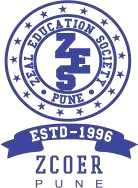 ZEAL EDUCATION SOCIETY
ZES
• PUNE •
ESTD-1996
ZCOER
PUNE